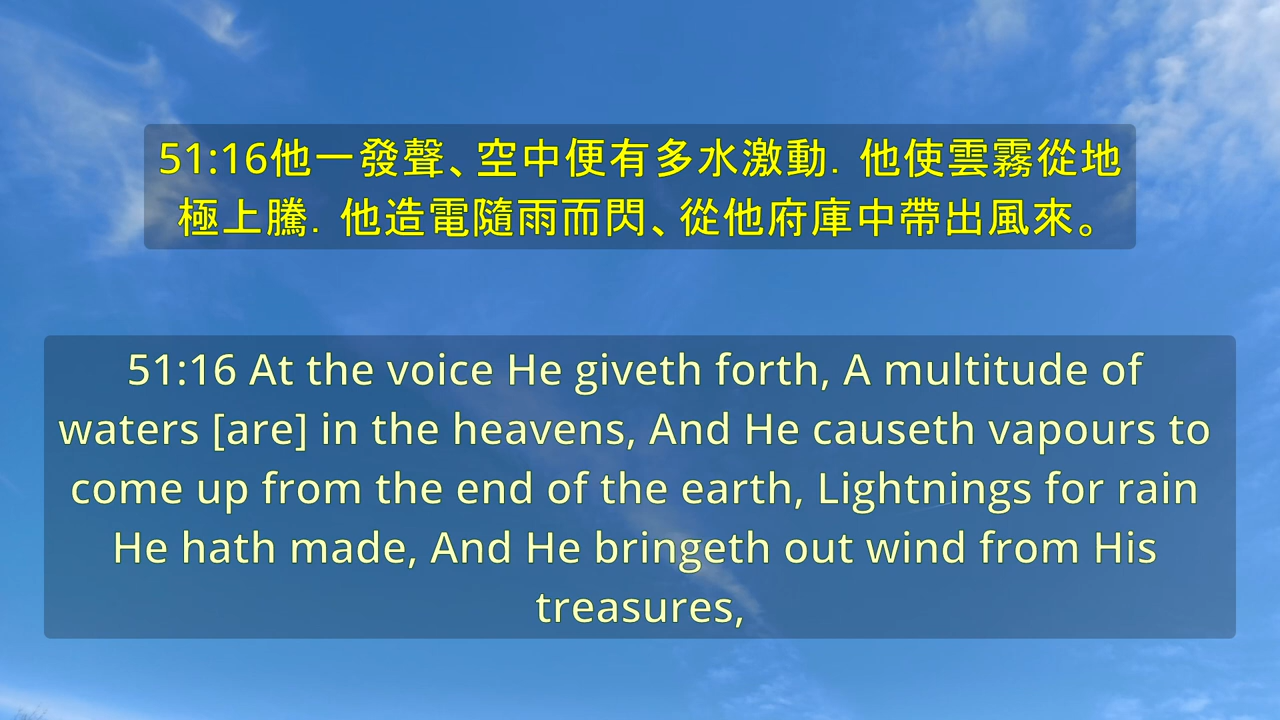 51:16他一發聲、空中便有多水激動. 他使雲霧從地
極上騰. 他造電隨雨而閃、從他府庫中帶出風來。
51:16 At the voice He giveth forth, A multitude of
waters [are] in the heavens, And He causeth vapours to
come up from the end of the earth, Lightnings for rain
He hath made, And He bringeth out wind from His
treasures,